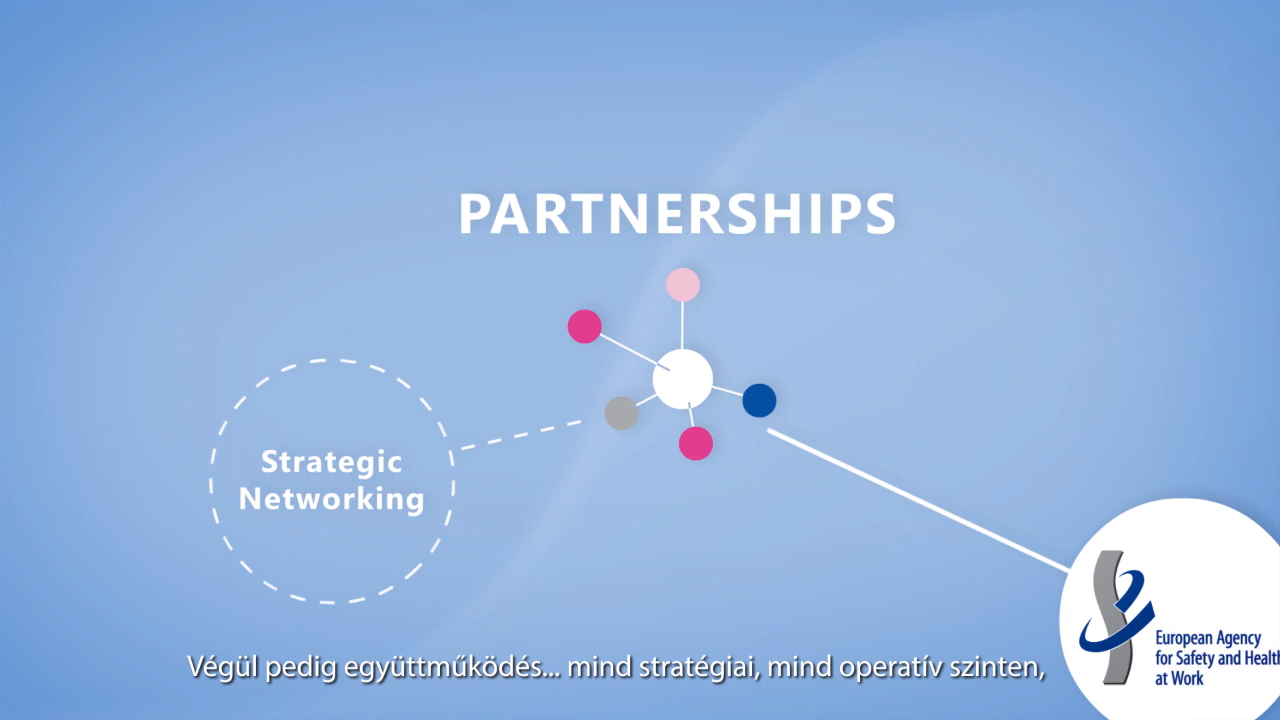 PARTNERSHIPS
Strategic
Networking
European Agency
for Safety and Health
at Work
Végül pedig együttműködés... mind stratégiai, mind operatív szinten,